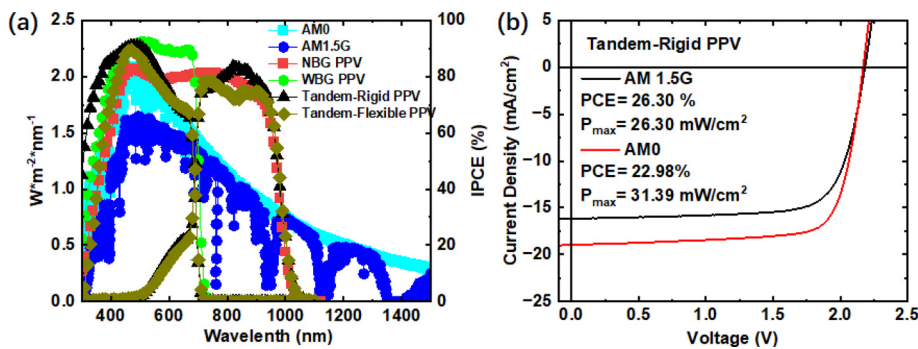 (a)
2.5
2.0
1.5
1.0
0.5
0.0
W*m-2*nm-1
400 600 800 1000 1200 1400
Wavelenth (nm)
100
80
60
40
20
0
IPCE (%)
AM0
AM1.5G
NBG PPV
WBG PPV
Tandem-Rigid PPV
Tandem-Flexible PPV
(b)
5
0
−5
−10
−15
−20
−25
Current Density (mA/cm2)
0.0 0.5 1.0 1.5 2.0 2.5
Voltage (V)
Tandem-Rigid PPV
AM 1.5G
PCE= 26.30 %
Pmax= 26.30 mW/cm2
AM0
PCE= 22.98%
Pmax= 31.39 mW/cm2